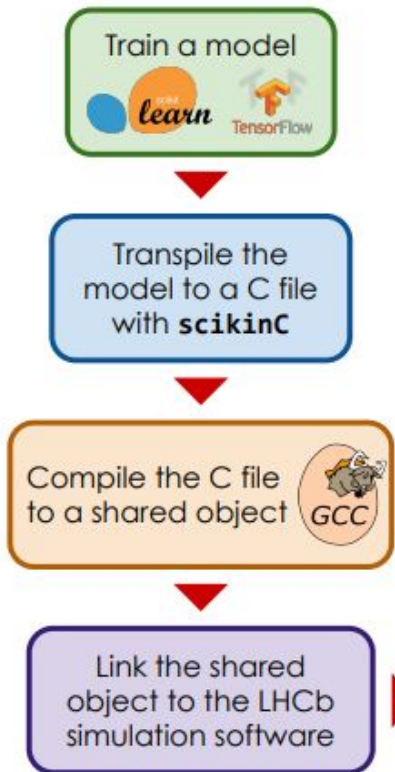 Train a model
scikit
learn
TensorFlow
Transpile the
model to a C file
with scikinC
Compile the C file
to a shared object
GCC
Link the shared
object to the LHCb
simulation software